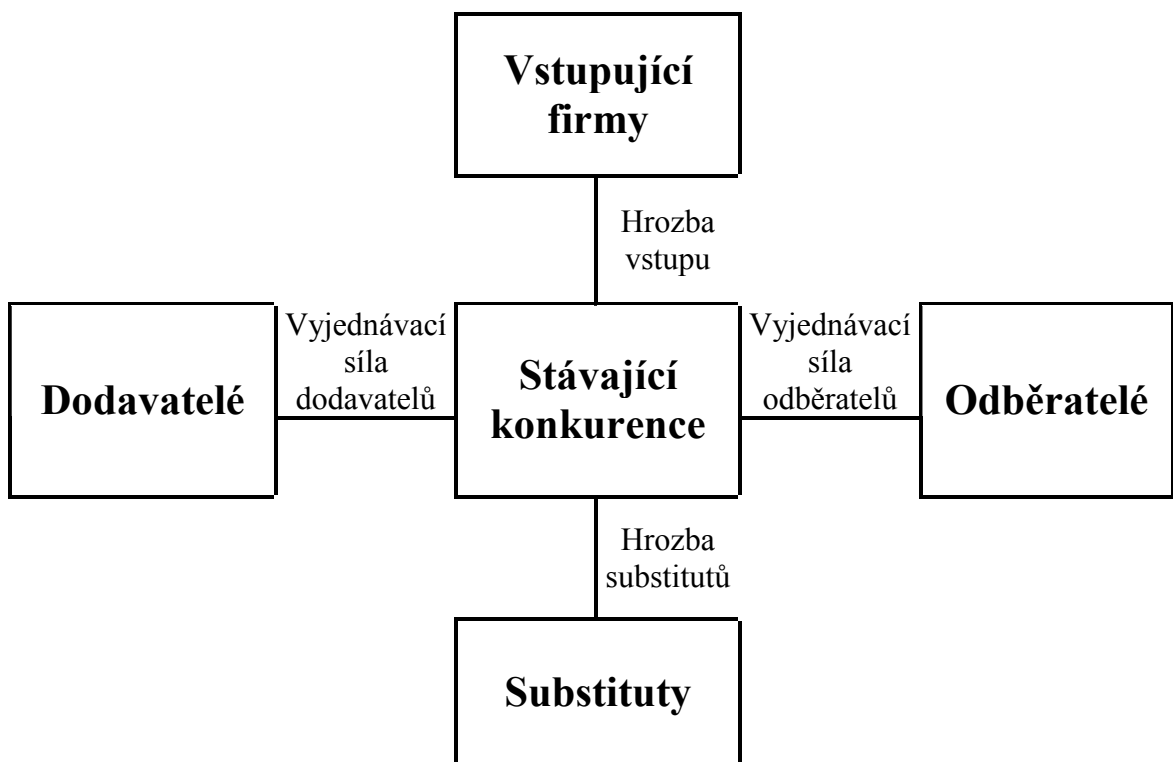 Vstupující
firmy
Hrozba
vstupu
Dodavatelé
Vyjednávací
síla
dodavatelů
Stávající
konkurence
Vyjednávací
síla
odběratelů
Odběratelé
Hrozba
substitutů
Substituty